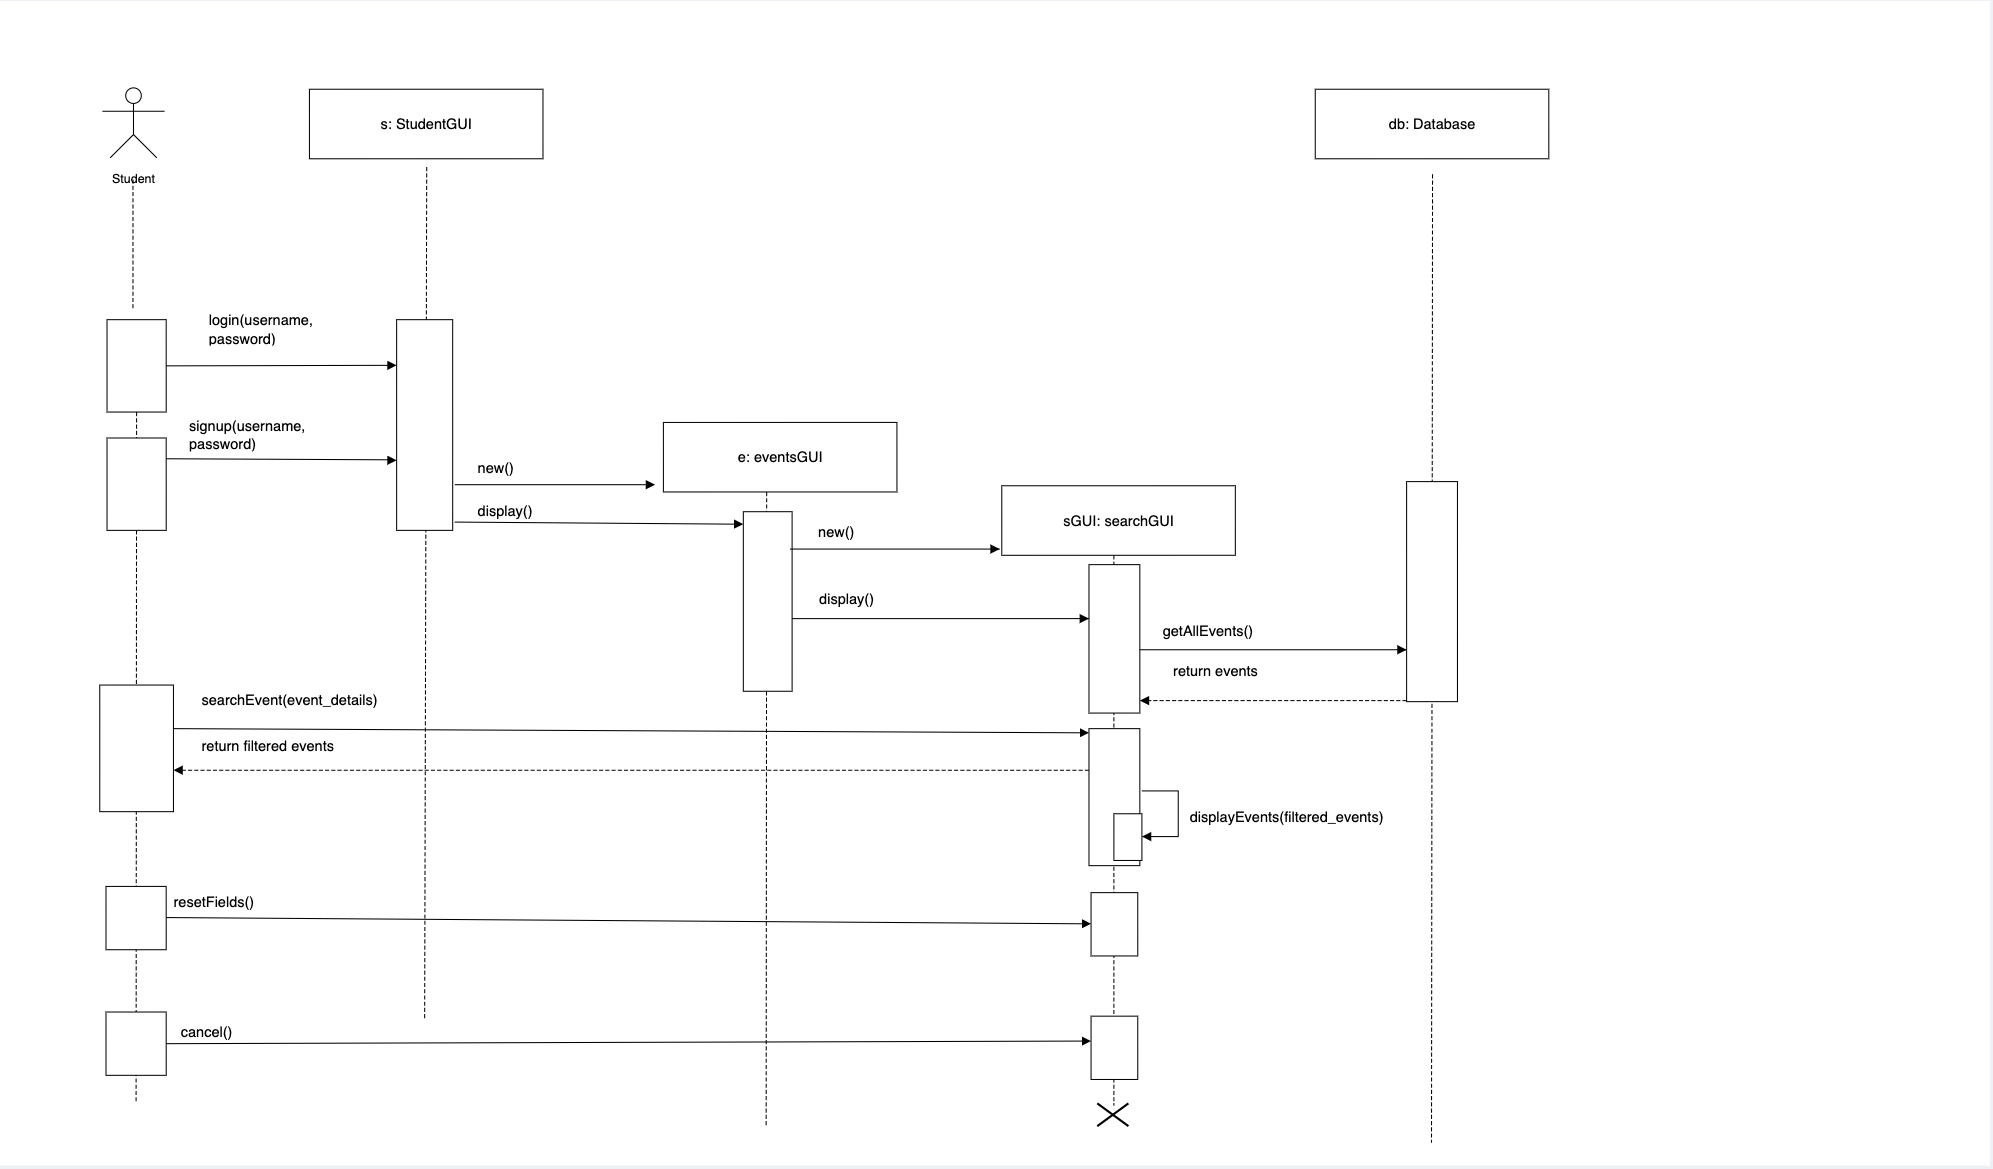 s: StudentGUI
db: Database
Student
login(username,
password)
signup(username,
password)
e: eventsGUI
new()
display()
sGUI: searchGUI
new()
display()
getAllEvents()
return events
searchEvent(event_details)
return filtered events
displayEvents(filtered_events)
resetFields()
cancel()